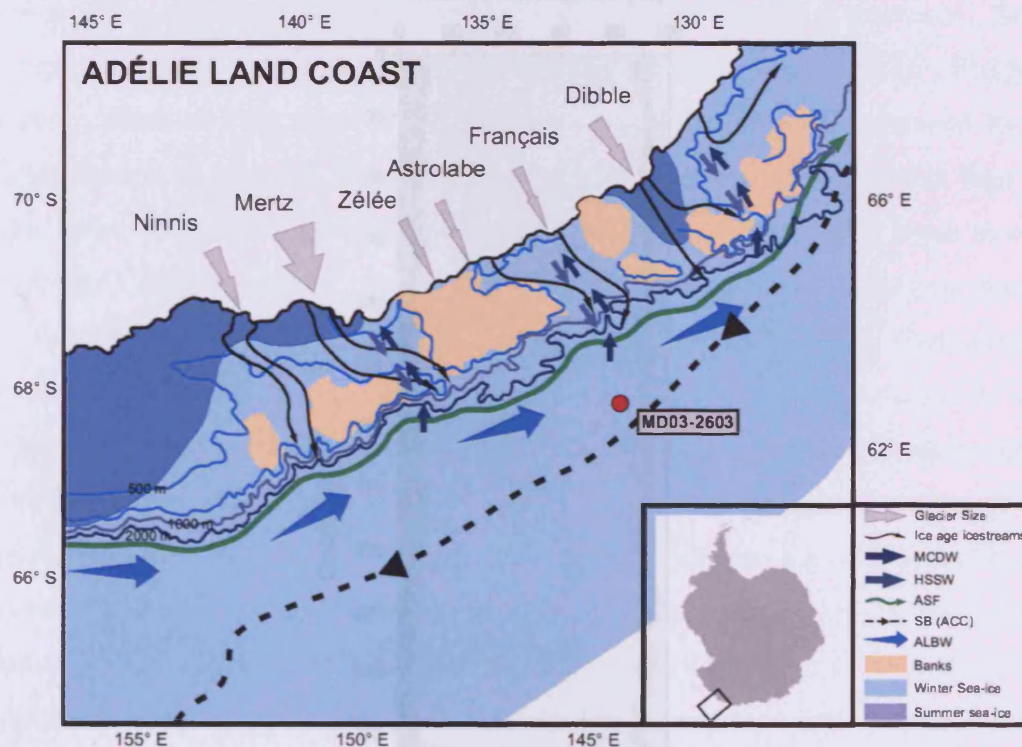 145° E 140° E 135° E 130° E
ADÉLIE LAND COAST
Dibble
Français
Astrolabe
Zélée
Mertz
Ninnis
70° S
66° E
68° S
MD03-2603
62° E
500 m
1000 m
2000 m
66° S
Glacier Size
Ice age icestreams
MCDW
HSSW
ASF
SB (ACC)
ALBW
Banks
Winter Sea-ice
Summer sea-ice
155° E 150° E 145° E